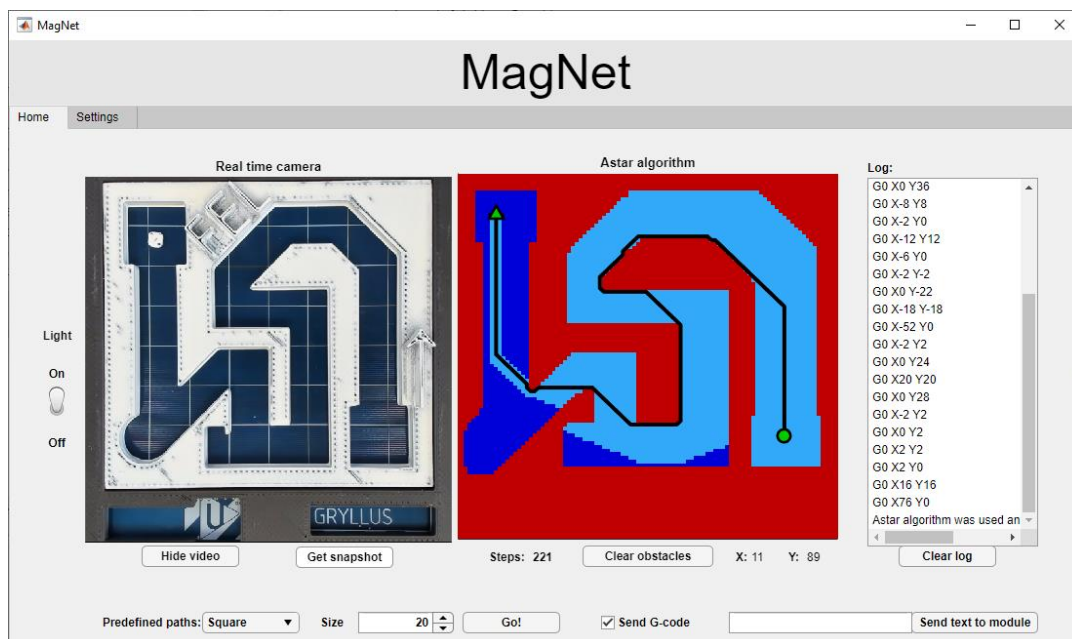 MagNet
MagNet
Home Settings
Real time camera
Astar algorithm
Log:
G0 X0 Y36
G0 X-8 Y8
G0 X-2 Y0
G0 X-12 Y12
G0 X-6 Y0
G0 X-2 Y-2
G0 X0 Y-22
G0 X-18 Y-18
G0 X-52 Y0
G0 X-2 Y2
G0 X0 Y24
G0 X20 Y20
G0 X0 Y28
G0 X-2 Y2
G0 X0 Y2
G0 X2 Y2
G0 X2 Y0
G0 X16 Y16
G0 X76 Y0
Astar algorithm was used an
Light
On
Off
GRYLLUS
Hide video Get snapshot
Steps: 221 Clear obstacles X: 11 Y: 89
Clear log
Predefined paths: Square Size 20 Go! Send G-code Send text to module